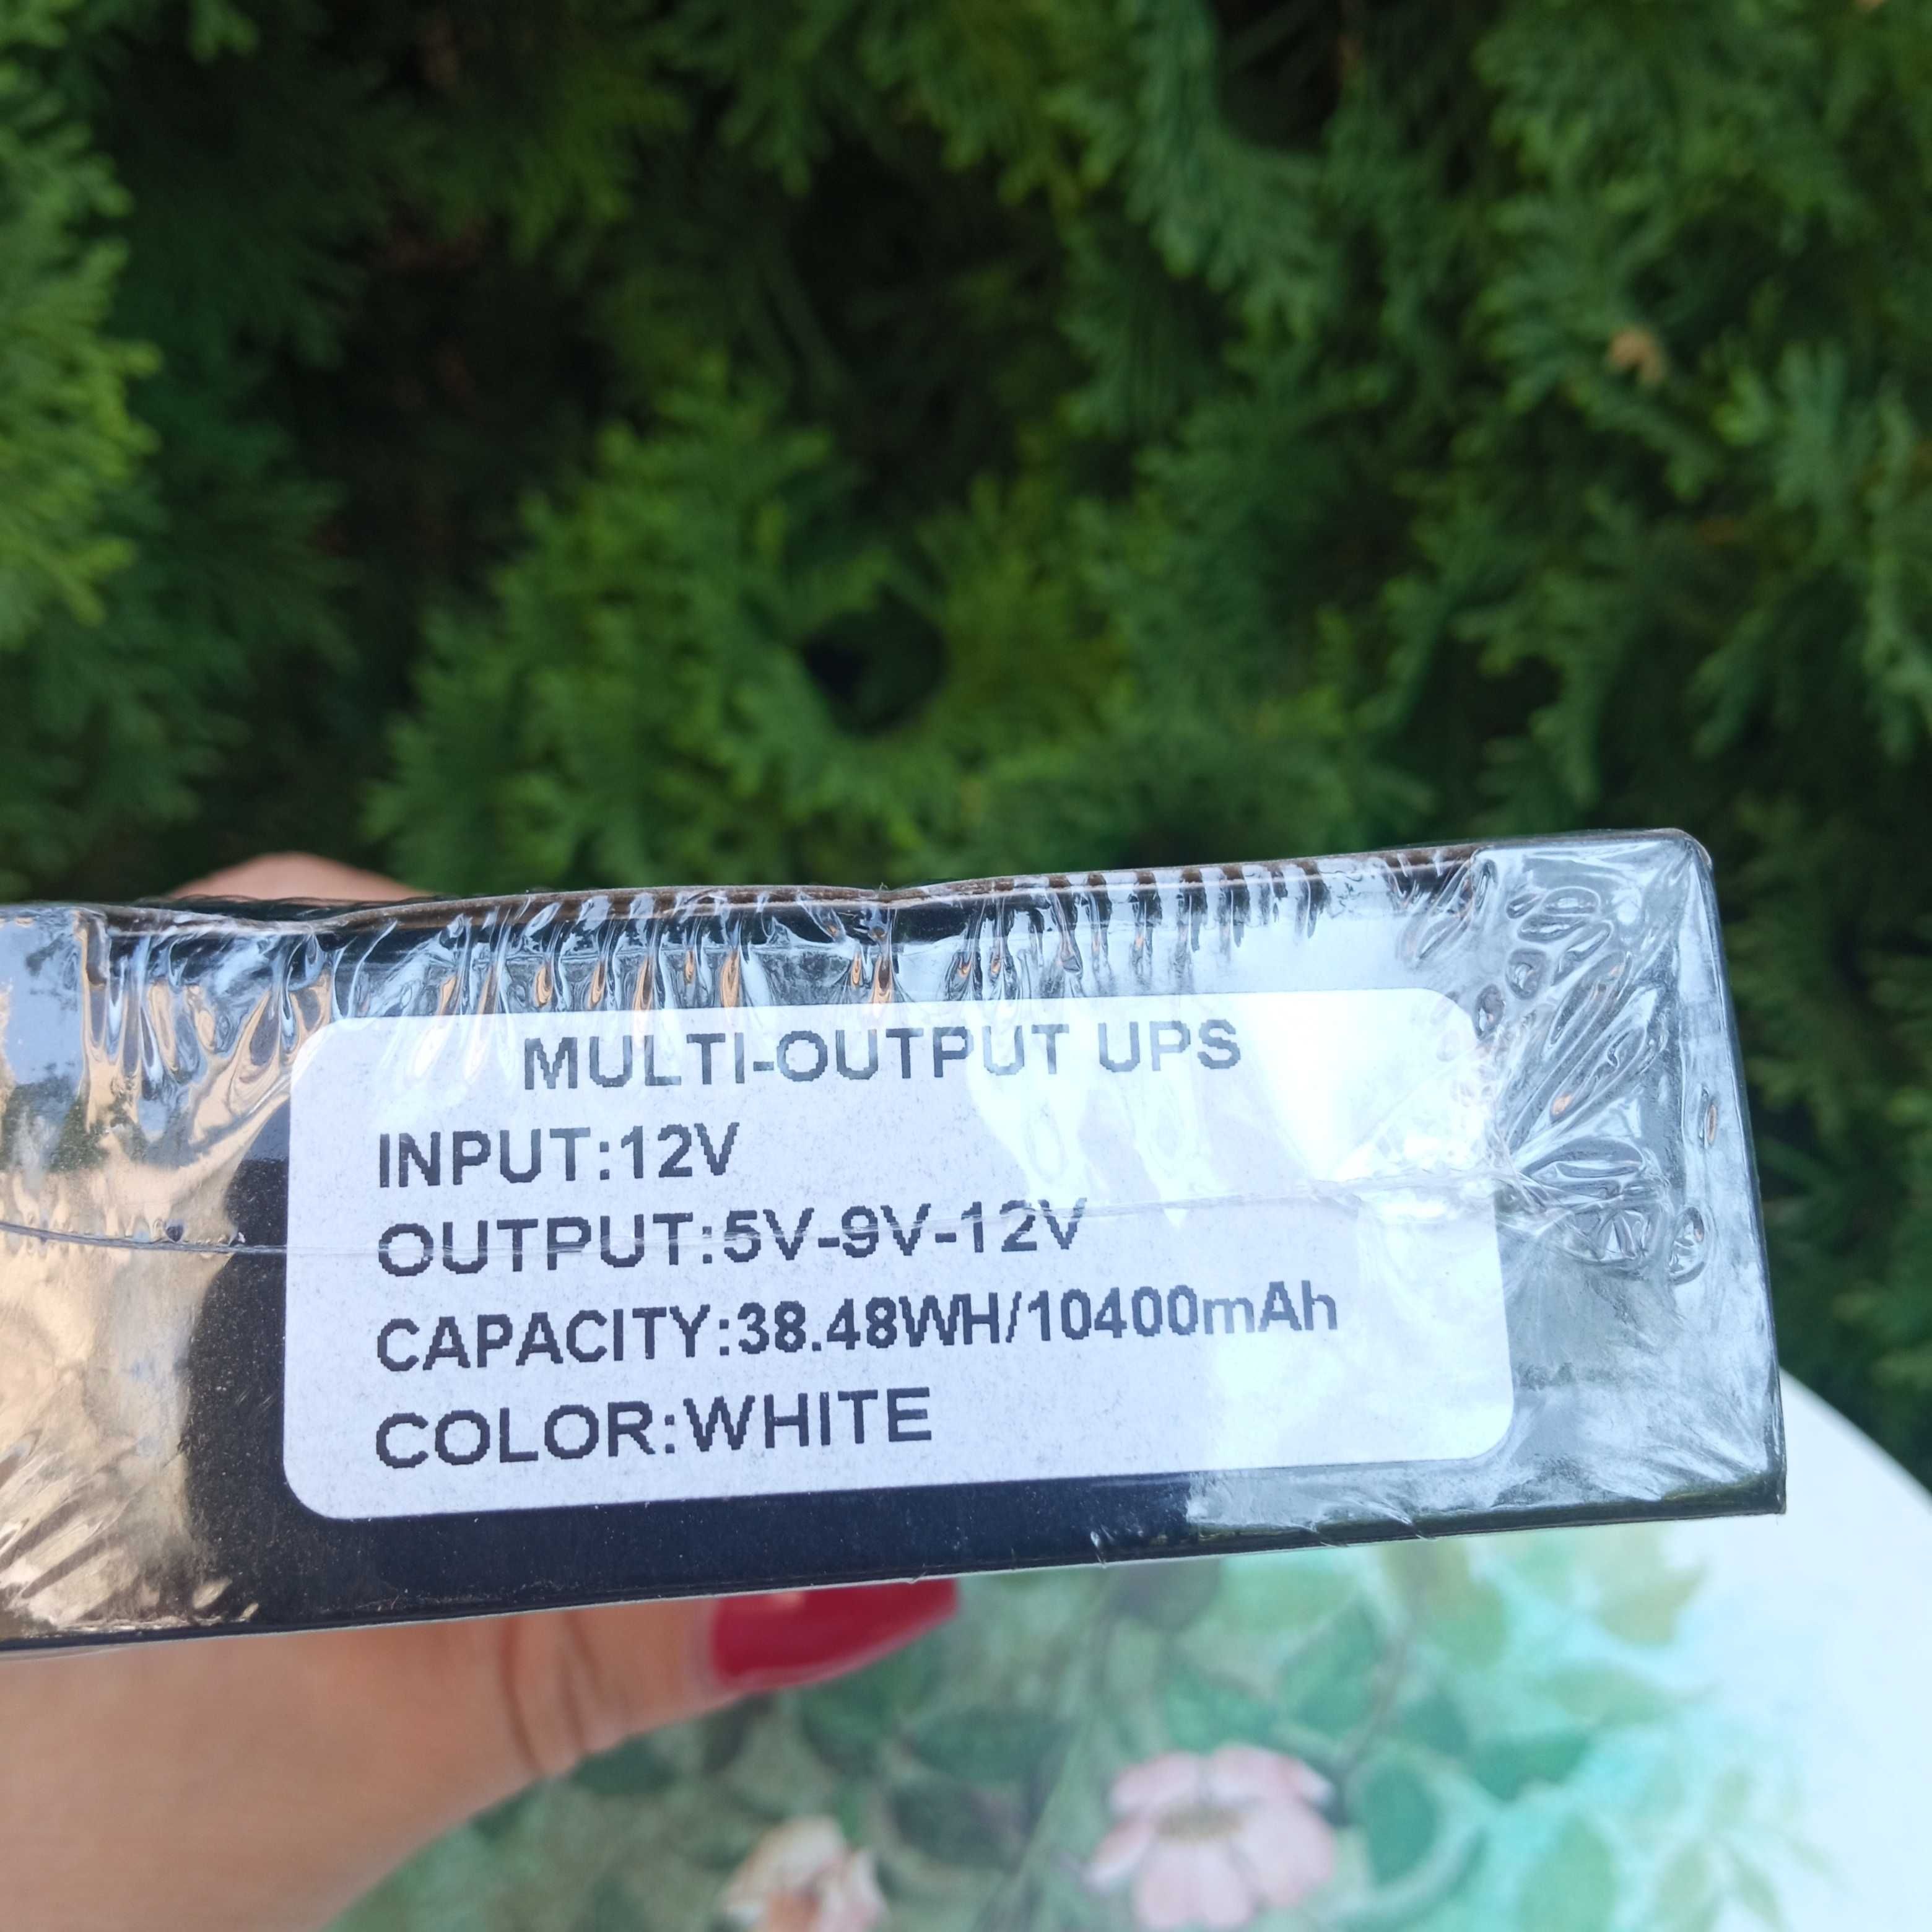 MULTI-OUTPUT UPS
INPUT:12V
OUTPUT:5V-9V-12V
CAPACITY:38.48WH/10400mAh
COLOR:WHITE